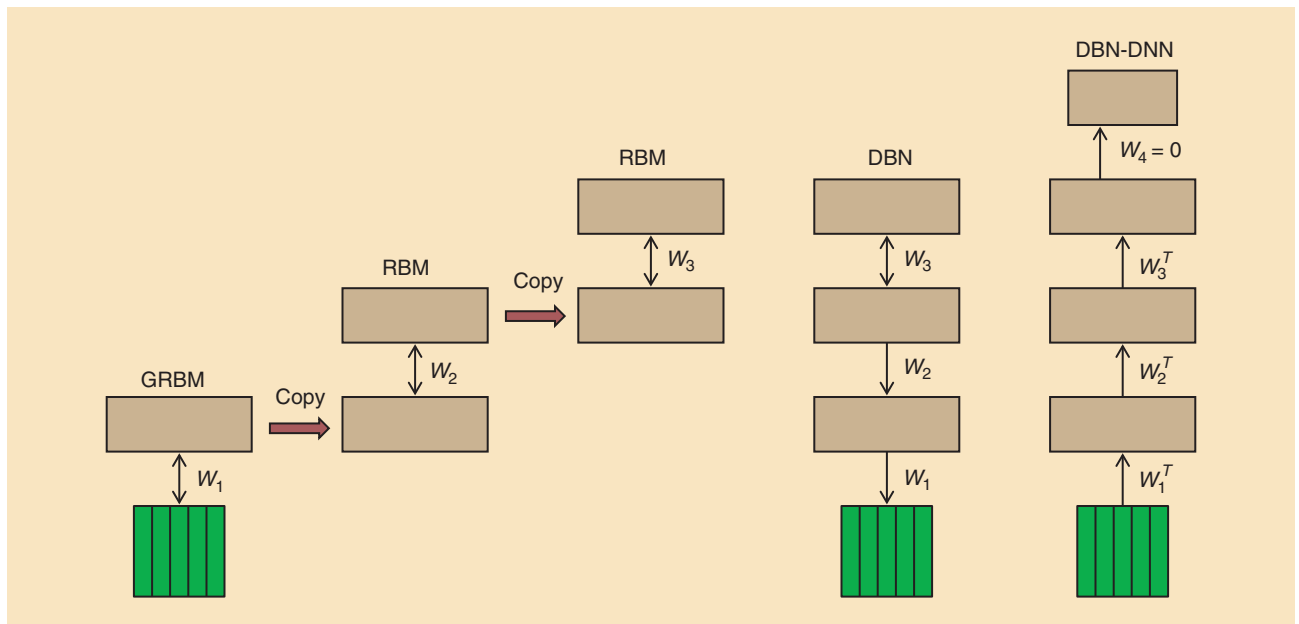 DBN-DNN
W₄ = 0
RBM
DBN
W₃
W₃
W₃ᵀ
RBM
Copy
W₂
W₂
W₂ᵀ
GRBM
Copy
W₁
W₁
W₁ᵀ